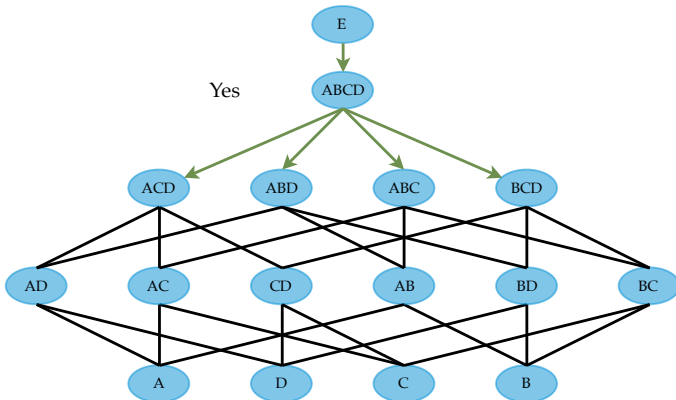 E
Yes
ABCD
ACD ABD ABC BCD
AD AC CD AB BD BC
A D C B